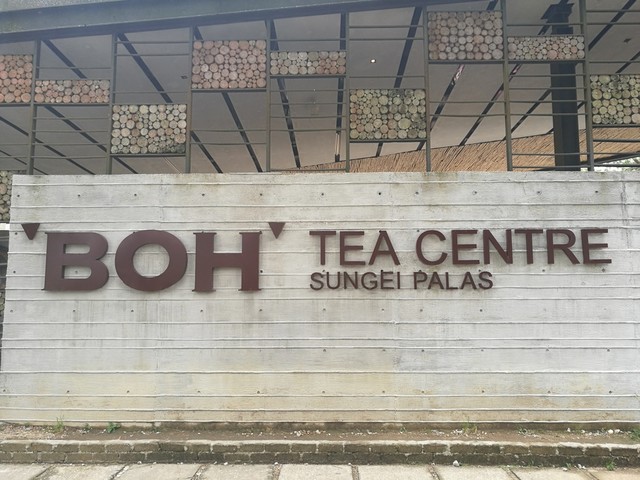 BOH TEA CENTRE
SUNGEI PALAS